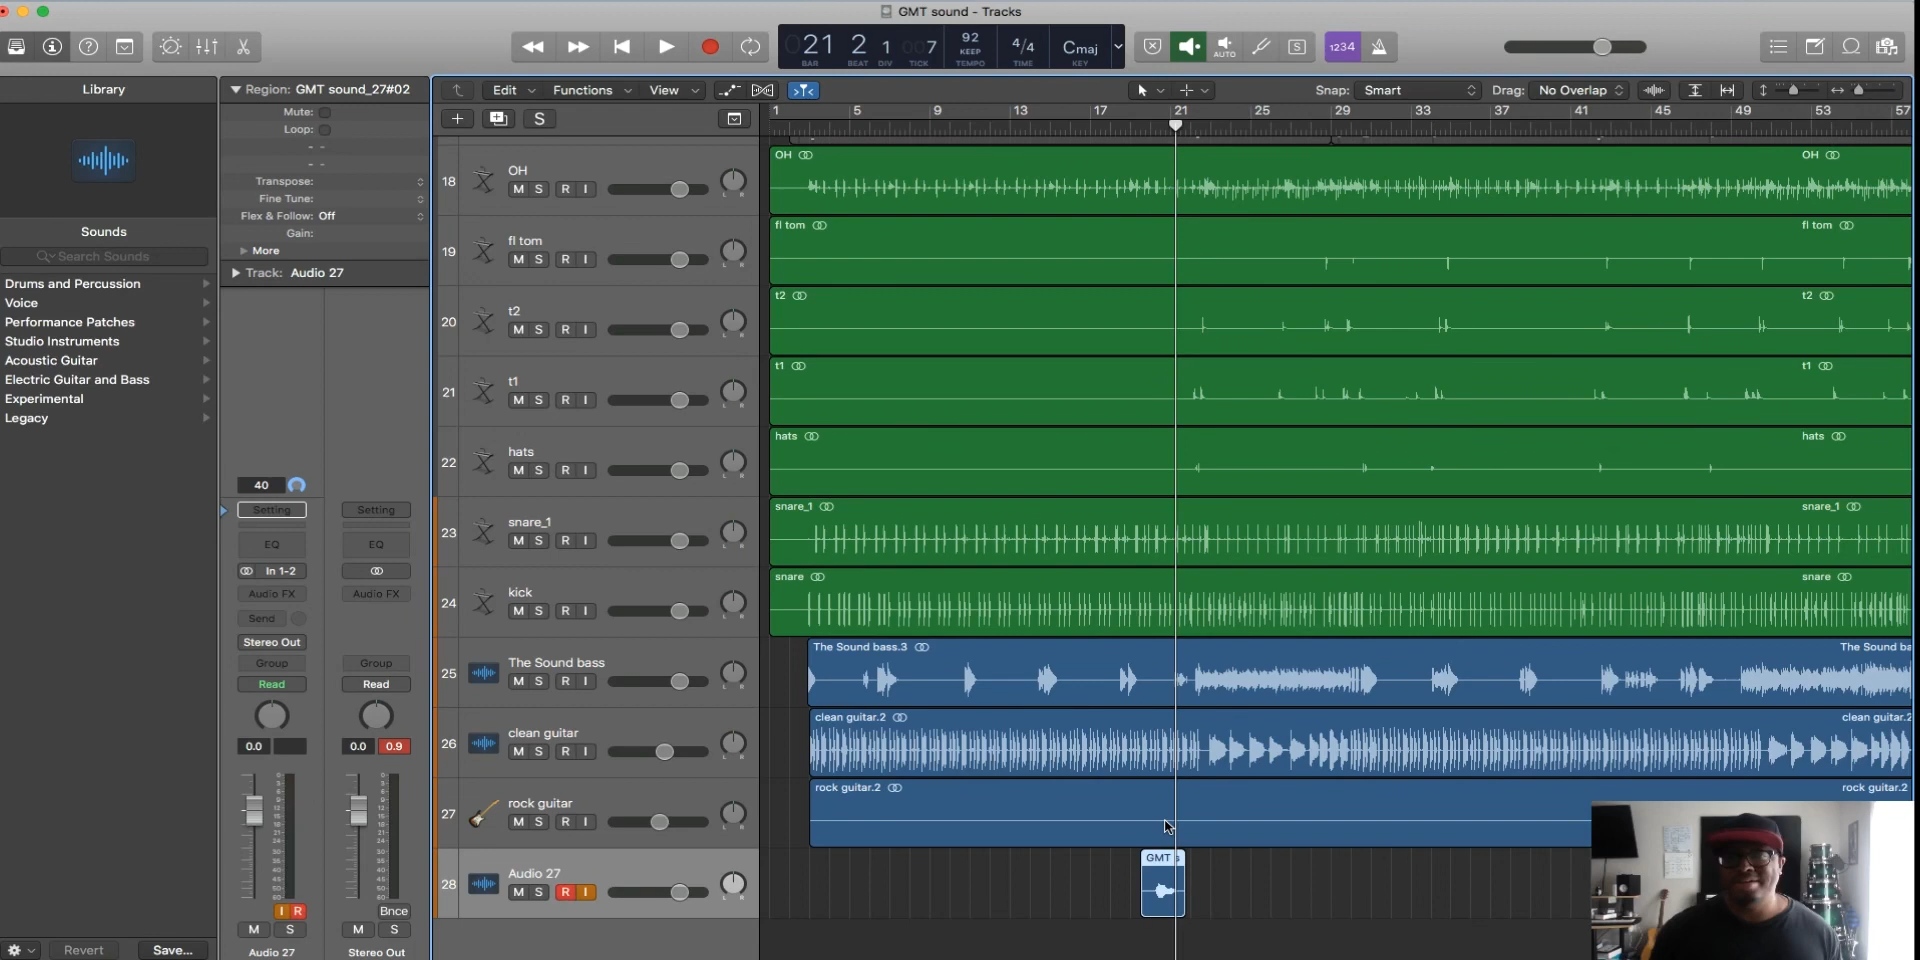 GMT sound - Tracks
21 2 1 007 92 KEEP 4/4 Cmaj
BAR BEAT DIV TICK TEMPO TIME KEY
AUTO
S
1234
Library
Region: GMT sound_27#02
Mute:
Loop:
Transpose:
Fine Tune:
Flex & Follow: Off
Gain:
More
Track: Audio 27
Sounds
Search Sounds
Drums and Percussion
Voice
Performance Patches
Studio Instruments
Acoustic Guitar
Electric Guitar and Bass
Experimental
Legacy
Revert Save...
40
Setting Setting
EQ EQ
In 1-2
Audio FX Audio FX
Send
Stereo Out
Group Group
Read Read
0.0 0.0 0.9
I R Bnce
M S M S
Audio 27 Stereo Out
Edit Functions View
Snap: Smart Drag: No Overlap
S
1 5 9 13 17 21 25 29 33 37 41 45 49 53 57
18 OH
M S R I L R
OH OH
19 fl tom
M S R I L R
fl tom fl tom
20 t2
M S R I L R
t2 t2
21 t1
M S R I L R
t1 t1
22 hats
M S R I L R
hats hats
23 snare_1
M S R I L R
snare_1 snare_1
24 kick
M S R I L R
snare snare
25 The Sound bass
M S R I L R
The Sound bass.3 The Sound ba
26 clean guitar
M S R I L R
clean guitar.2 clean guitar.2
27 rock guitar
M S R I L R
rock guitar.2 rock guitar.2
28 Audio 27
M S R I L R
GMT s